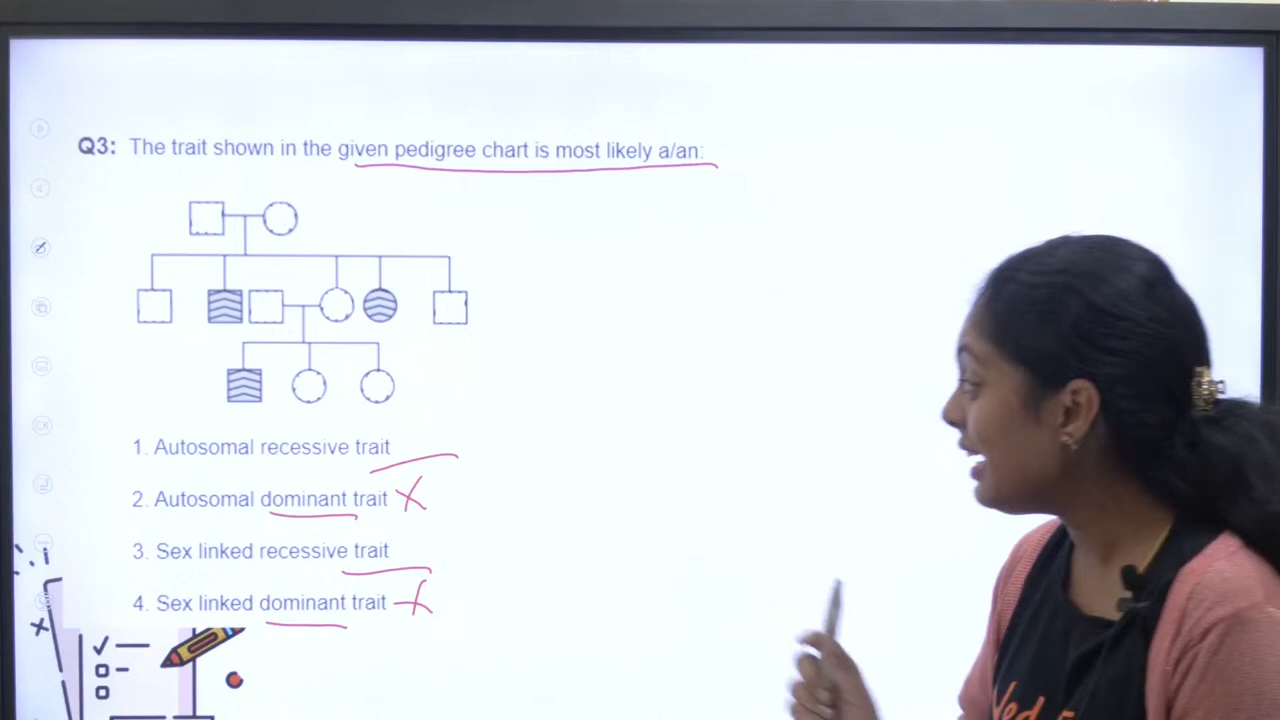 Q3: The trait shown in the given pedigree chart is most likely a/an:
1. Autosomal recessive trait
2. Autosomal dominant trait
3. Sex linked recessive trait
4. Sex linked dominant trait